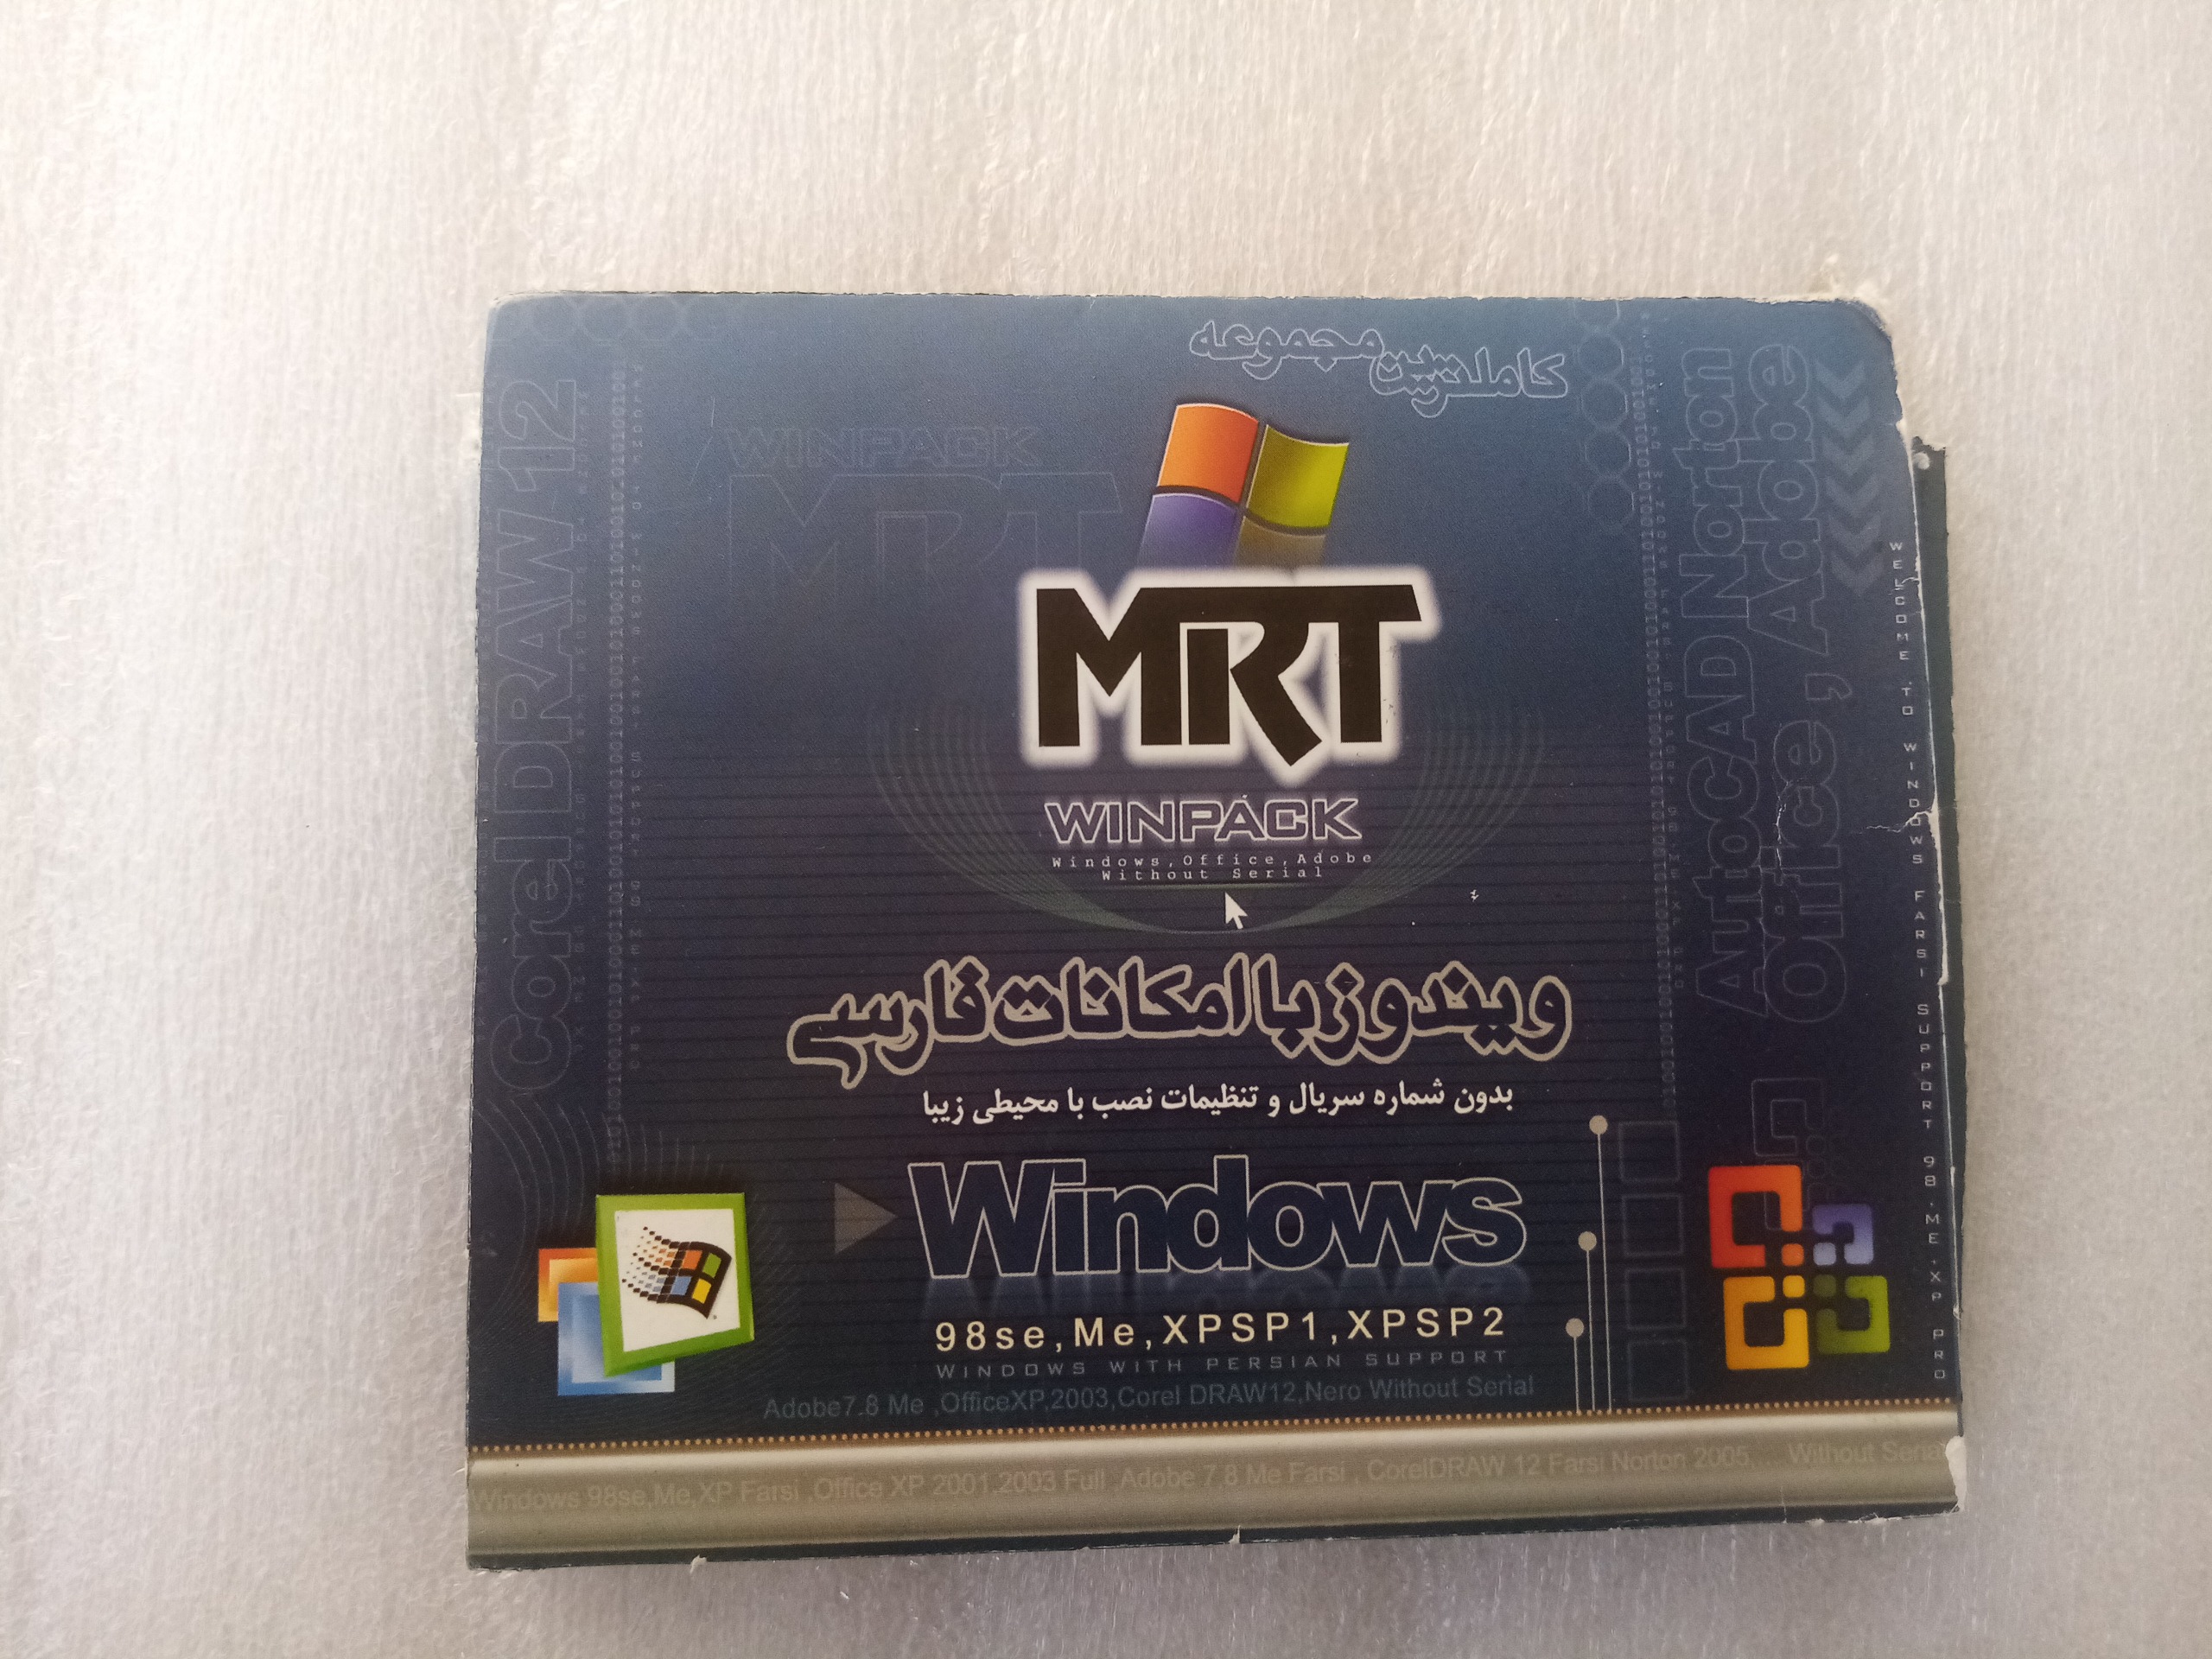 کاملترین مجموعه
WINPACK
MRT
MRT
WINPACK
Windows,Office,Adobe
Without Serial
ویندوز با امکانات فارسی
بدون شماره سریال و تنظیمات نصب با محیطی زیبا
Windows
98se,Me,XPSP1,XPSP2
WINDOWS WITH PERSIAN SUPPORT
Adobe7.8 Me ,OfficeXP.2003,Corel DRAW12,Nero Without Serial
Windows 98se,Me,XP Farsi ,Office XP 2001.2003 Full ,Adobe 7.8 Me Farsi , CorelDRAW 12 Farsi Norton 2005,... Without Serial
Corel DRAW 12
AutoCAD Norton
Office , Adobe
WELCOME TO WINDOWS FARSI SUPPORT 98,ME,XP PRO